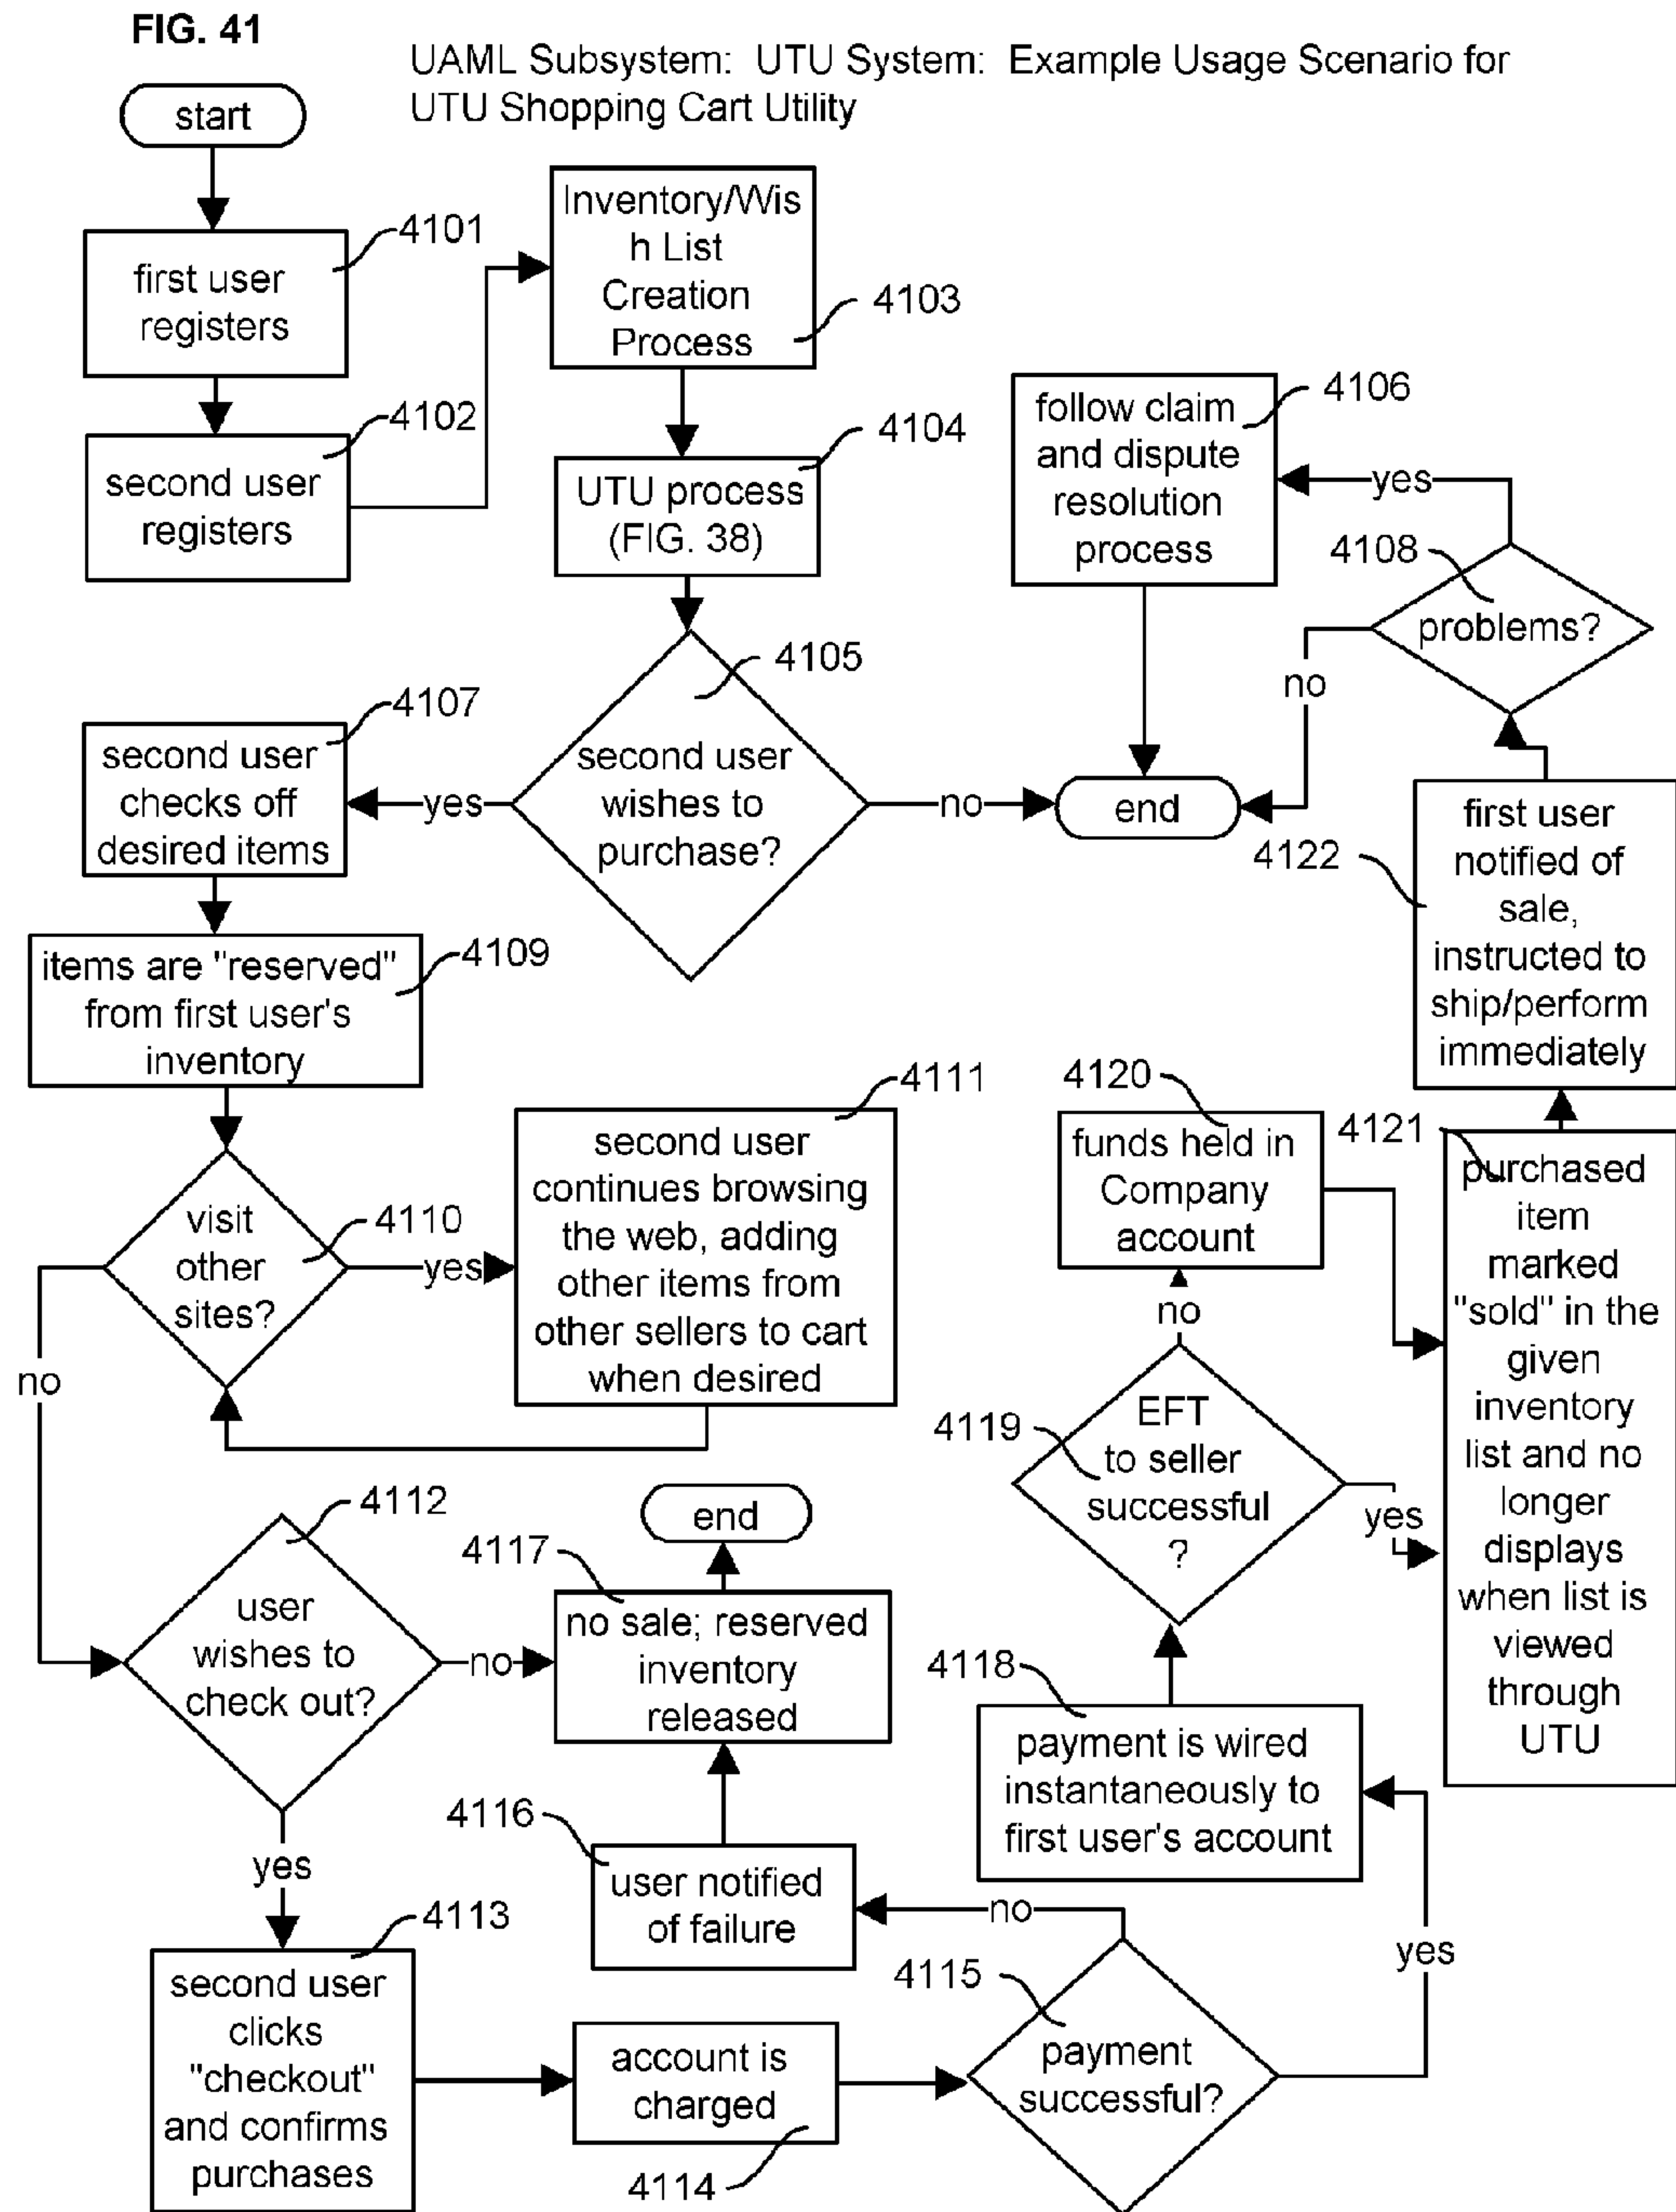 FIG. 41
UAML Subsystem: UTU System: Example Usage Scenario for
UTU Shopping Cart Utility
start
4101
first user
registers
4102
second user
registers
Inventory/Wis
h List
Creation
Process
4103
4104
UTU process
(FIG. 38)
4105
second user
wishes to
purchase?
yes
no
end
4106
follow claim
and dispute
resolution
process
yes
4108
problems?
no
4107
second user
checks off
desired items
4109
items are "reserved"
from first user's
inventory
4110
visit
other
sites?
yes
no
4111
second user
continues browsing
the web, adding
other items from
other sellers to cart
when desired
4112
user
wishes to
check out?
no
yes
4113
second user
clicks
"checkout"
and confirms
purchases
account is
charged
4114
4115
payment
successful?
no
yes
4116
user notified
of failure
4117
no sale; reserved
inventory
released
end
4118
payment is wired
instantaneously to
first user's account
4119
EFT
to seller
successful
?
no
yes
4120
funds held in
Company
account
4121
purchased
item
marked
"sold" in the
given
inventory
list and no
longer
displays
when list is
viewed
through
UTU
4122
first user
notified of
sale,
instructed to
ship/perform
immediately